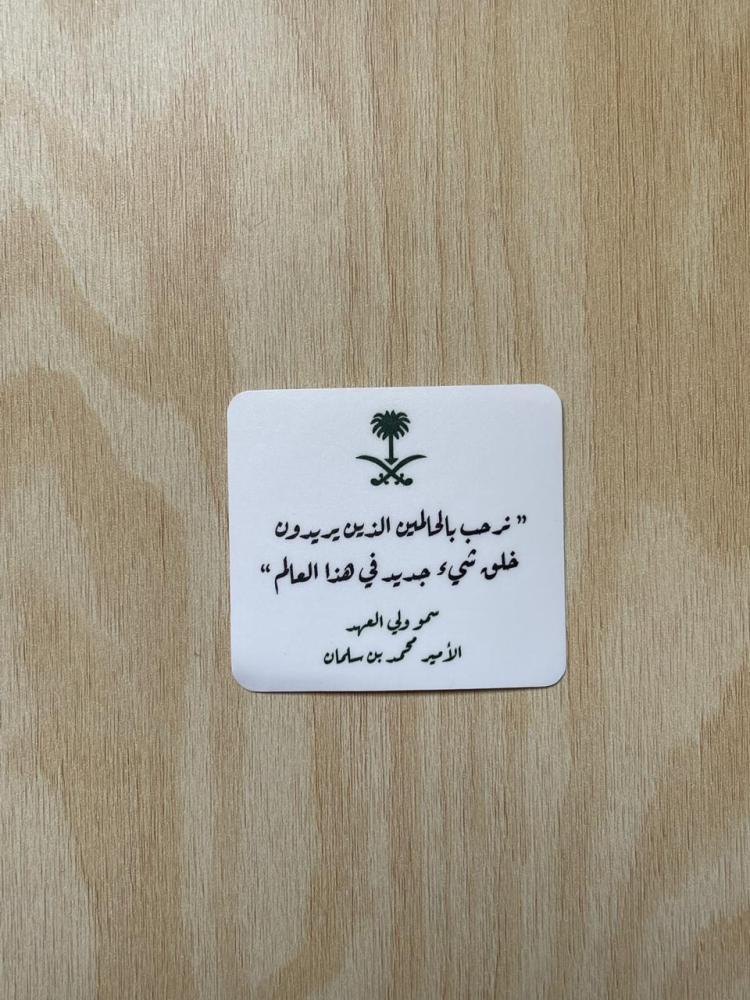 ” نرحب بالحالمين الذين يريدون
خلق شيء جديد في هذا العالم “
سمو ولي العهد
الأمير محمد بن سلمان